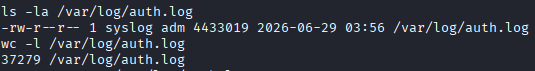 ls -la /var/log/auth.log
-rw-r--r-- 1 syslog adm 4433019 2026-06-29 03:56 /var/log/auth.log
wc -l /var/log/auth.log
37279 /var/log/auth.log